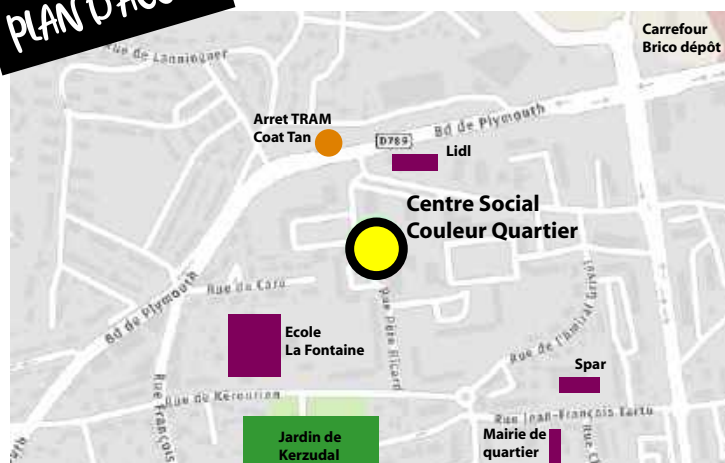 PLAN D'ACC
Rue de Lanninguer
Carrefour
Brico dépôt
Arret TRAM
Coat Tan
D789
Bd de Plymouth
Lidl
Centre Social
Couleur Quartier
Bd de Plymouth
Rue du Caro
Rue Père Ricard
Ecole
La Fontaine
Rue de l'Amiral
Spar
Rue de Kerourien
Rue François
Rue Jean-François Tartu
Jardin de
Kerzudal
Mairie de
quartier